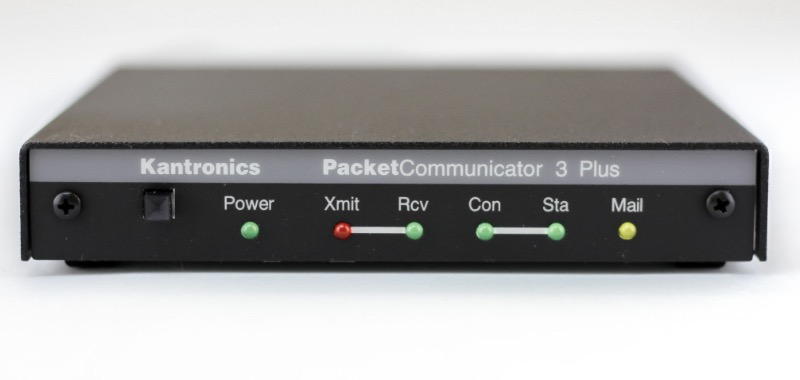 Kantronics PacketCommunicator 3 Plus
Power Xmit Rcv Con Sta Mail